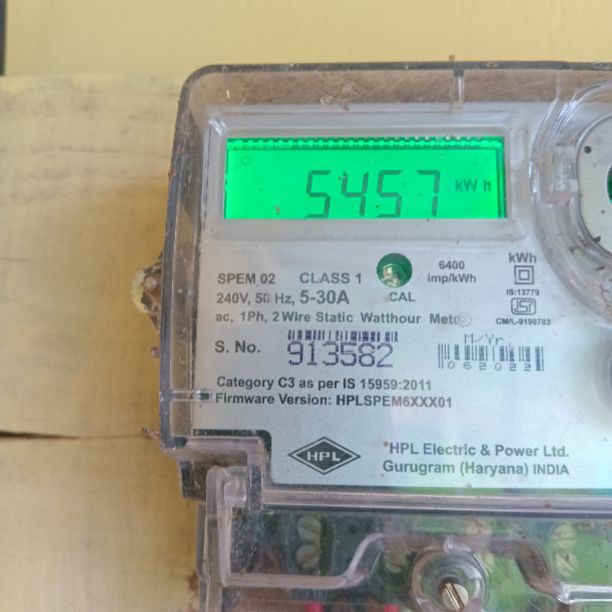 5457 kWh
SPEM 02 CLASS 1
6400 imp/kWh
kWh
240V, 50 Hz, 5-30A
CAL
IS:13779
ac, 1Ph, 2 Wire Static Watthour Meter
CM/L-9190783
S. No. 913582
M/Yr.
062022
Category C3 as per IS 15959:2011
Firmware Version: HPLSPEM6XXX01
HPL
HPL Electric & Power Ltd.
Gurugram (Haryana) INDIA